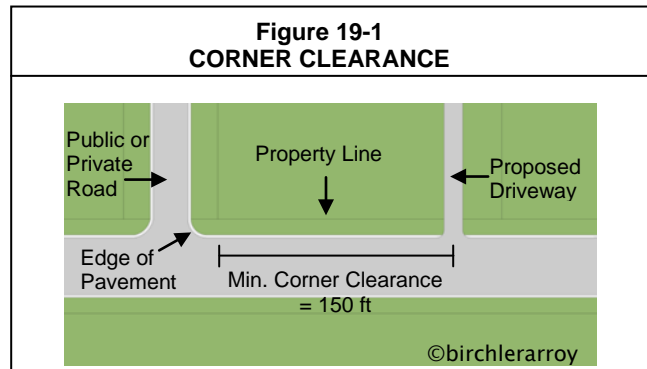 Figure 19-1
CORNER CLEARANCE
Public or
Private
Road
Property Line
Proposed
Driveway
Edge of
Pavement
Min. Corner Clearance
= 150 ft
©birchlerarroy